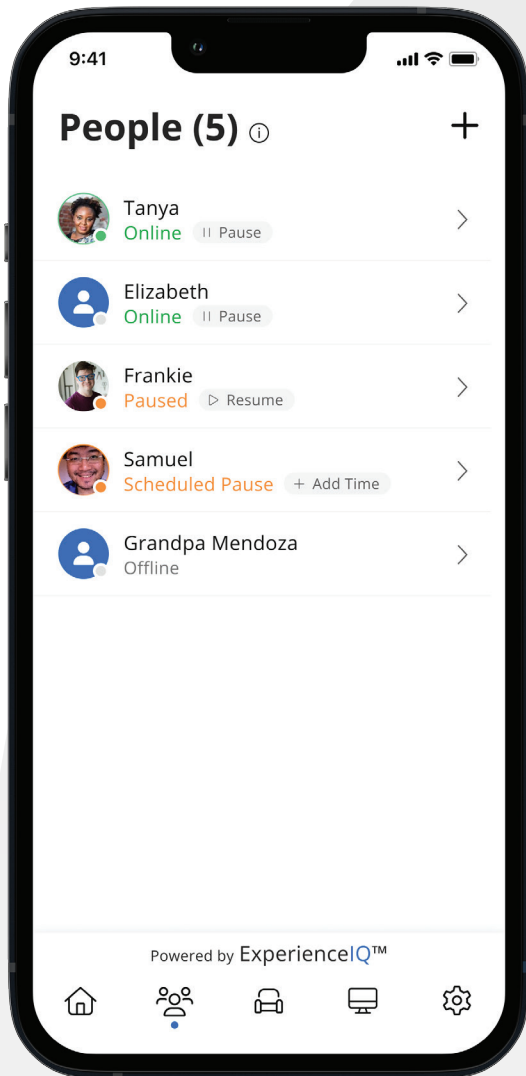 9:41
People (5)
Tanya
Online Pause
Elizabeth
Online Pause
Frankie
Paused Resume
Samuel
Scheduled Pause + Add Time
Grandpa Mendoza
Offline
Powered by ExperienceIQ™